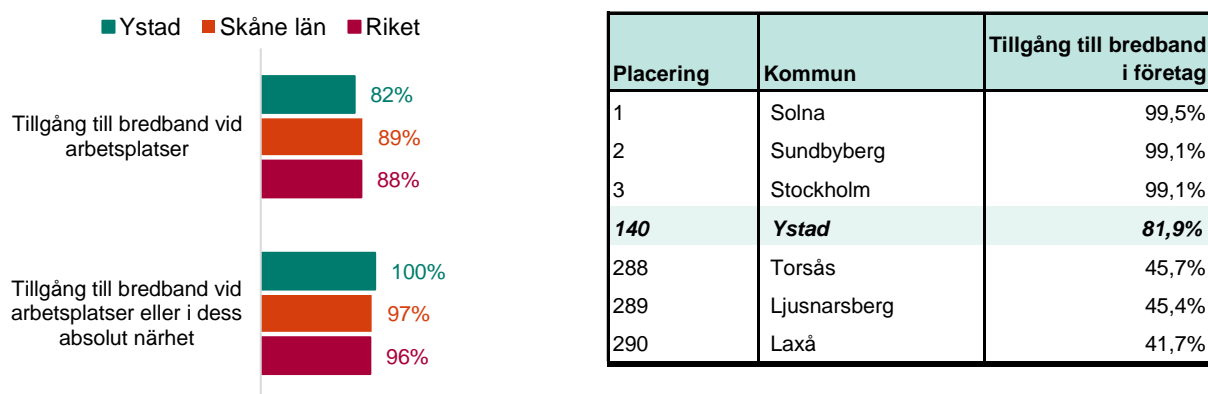 Ystad Skåne län Riket
Tillgång till bredband vid
arbetsplatser
82%
89%
88%
Tillgång till bredband vid
arbetsplatser eller i dess
absolut närhet
100%
97%
96%
Placering Kommun Tillgång till bredband
i företag
1 Solna 99,5%
2 Sundbyberg 99,1%
3 Stockholm 99,1%
140 Ystad 81,9%
288 Torsås 45,7%
289 Ljusnarsberg 45,4%
290 Laxå 41,7%